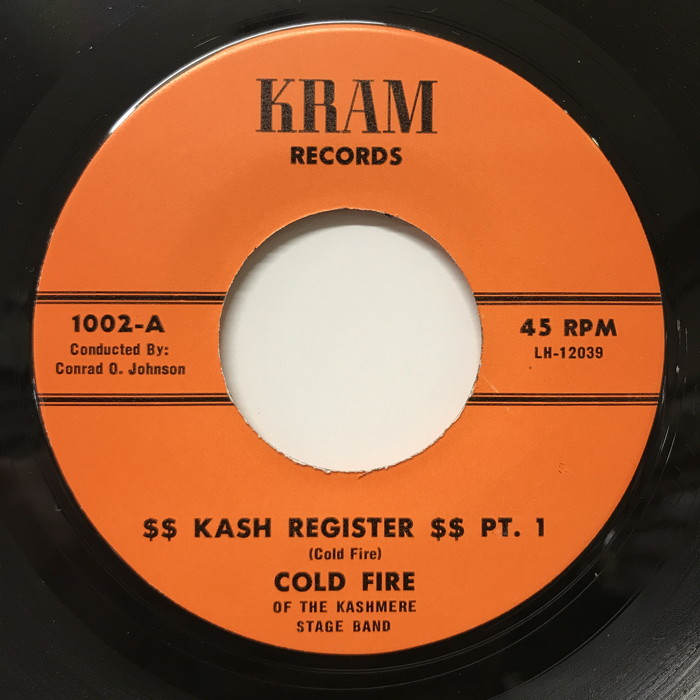 KRAM
RECORDS
1002-A
Conducted By:
Conrad O. Johnson
45 RPM
LH-12039
$$ KASH REGISTER $$ PT. 1
(Cold Fire)
COLD FIRE
OF THE KASHMERE
STAGE BAND